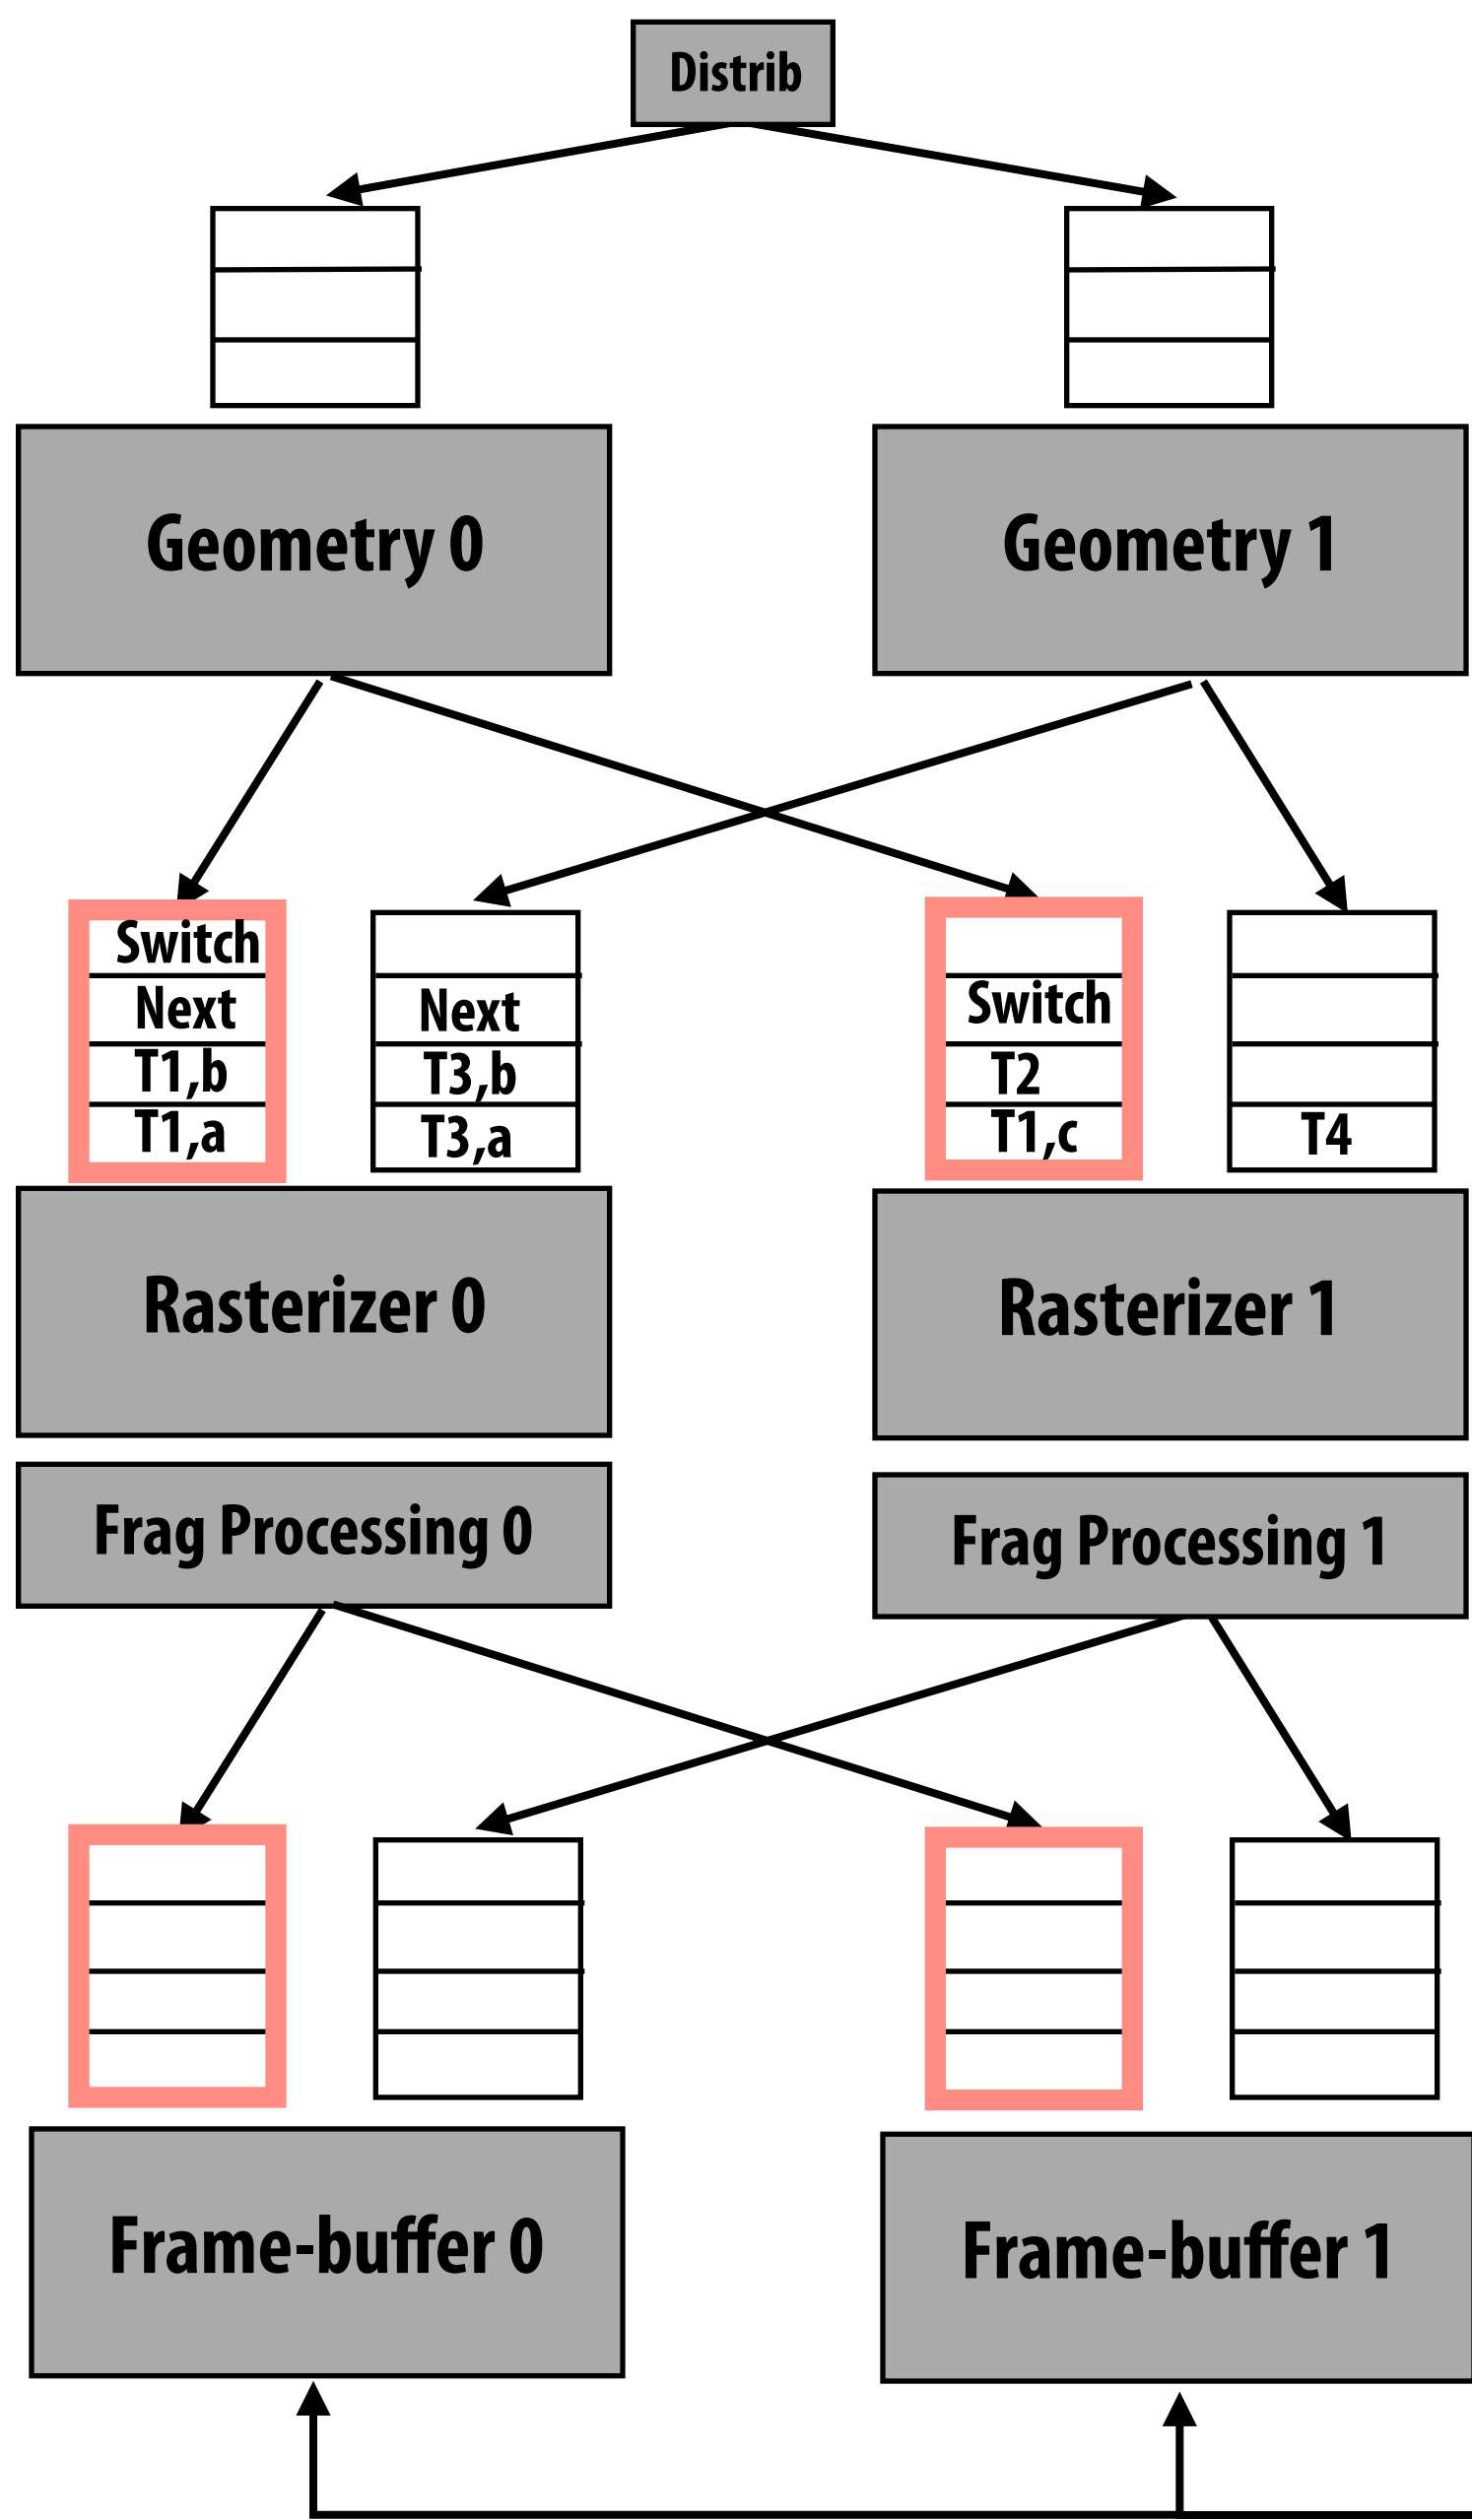 Distrib
Geometry 0
Geometry 1
Switch
Next
T1,b
T1,a
Next
T3,b
T3,a
Switch
T2
T1,c
T4
Rasterizer 0
Rasterizer 1
Frag Processing 0
Frag Processing 1
Frame-buffer 0
Frame-buffer 1